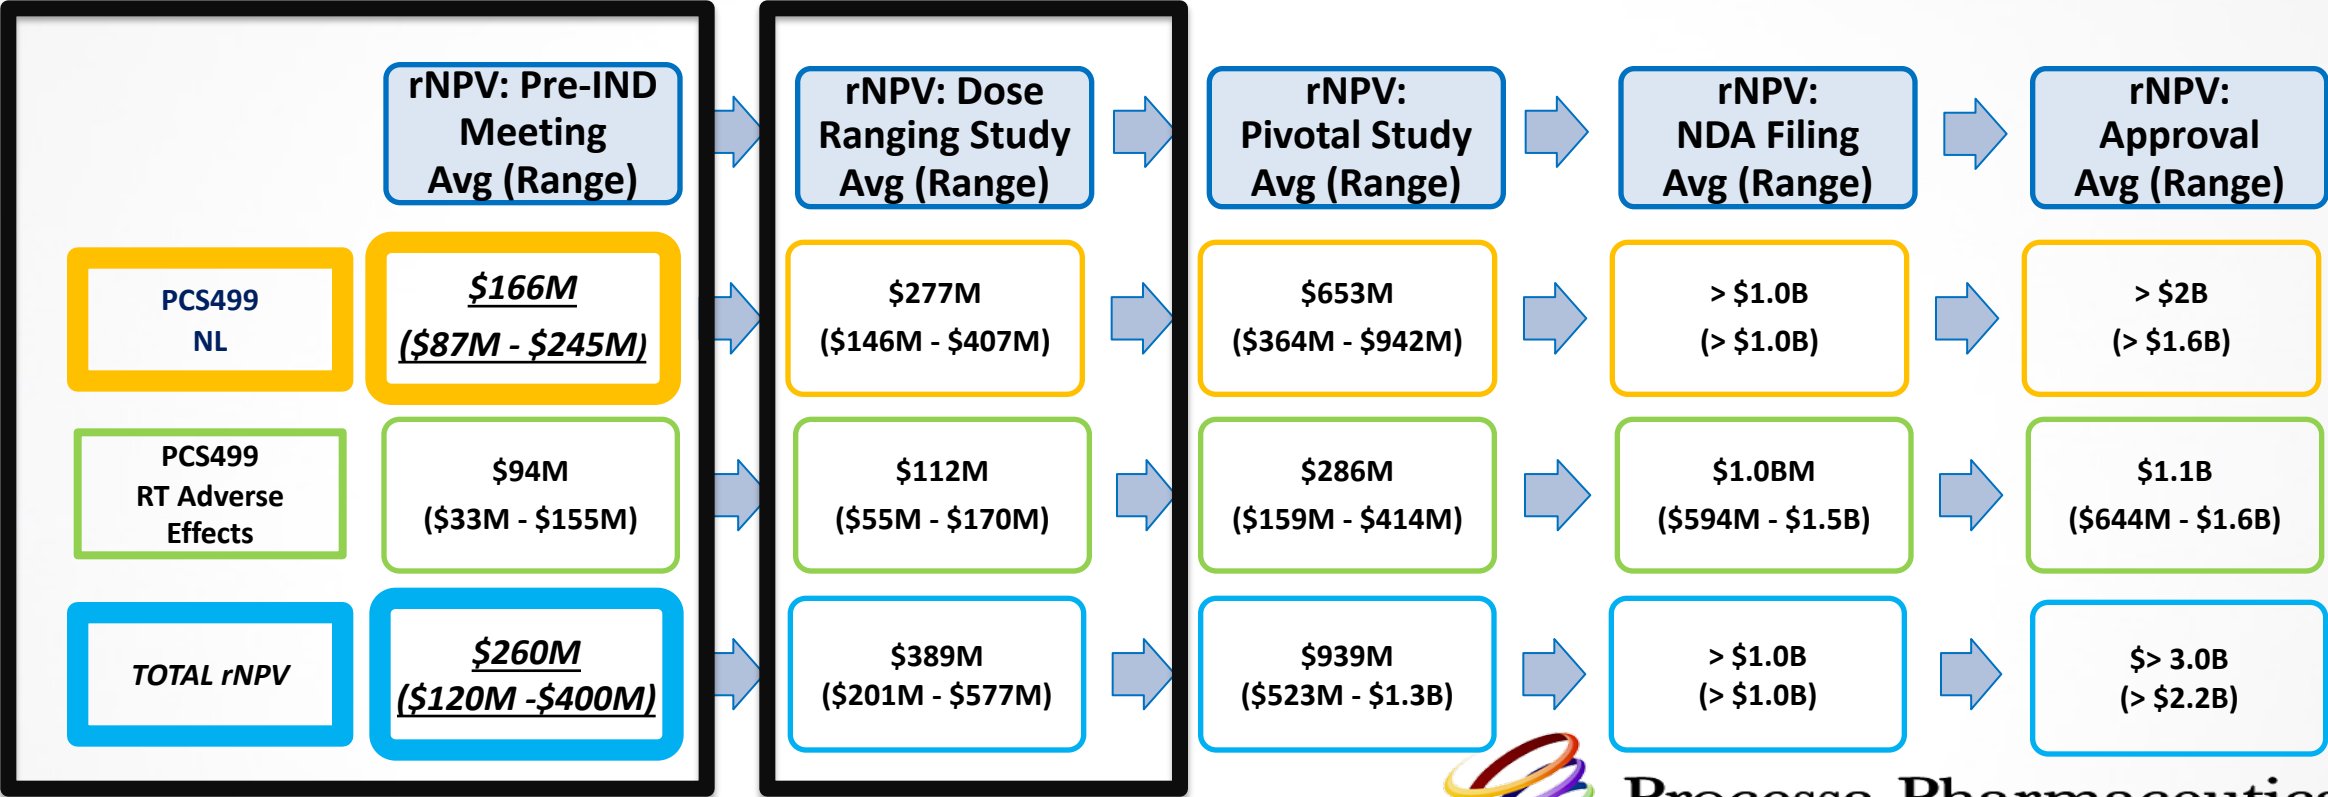 rNPV: Pre-IND
Meeting
Avg (Range)
rNPV: Dose
Ranging Study
Avg (Range)
rNPV:
Pivotal Study
Avg (Range)
rNPV:
NDA Filing
Avg (Range)
rNPV:
Approval
Avg (Range)
PCS499
NL
$166M
($87M - $245M)
$277M
($146M - $407M)
$653M
($364M - $942M)
> $1.0B
(> $1.0B)
> $2B
(> $1.6B)
PCS499
RT Adverse
Effects
$94M
($33M - $155M)
$112M
($55M - $170M)
$286M
($159M - $414M)
$1.0BM
($594M - $1.5B)
$1.1B
($644M - $1.6B)
TOTAL rNPV
$260M
($120M -$400M)
$389M
($201M - $577M)
$939M
($523M - $1.3B)
> $1.0B
(> $1.0B)
$> 3.0B
(> $2.2B)
Processa Pharmaceutics